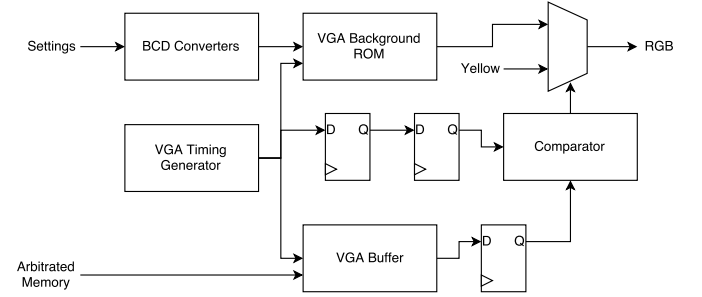 Settings
BCD Converters
VGA Background
ROM
RGB
Yellow
VGA Timing
Generator
D Q
D Q
Comparator
Arbitrated
Memory
VGA Buffer
D Q